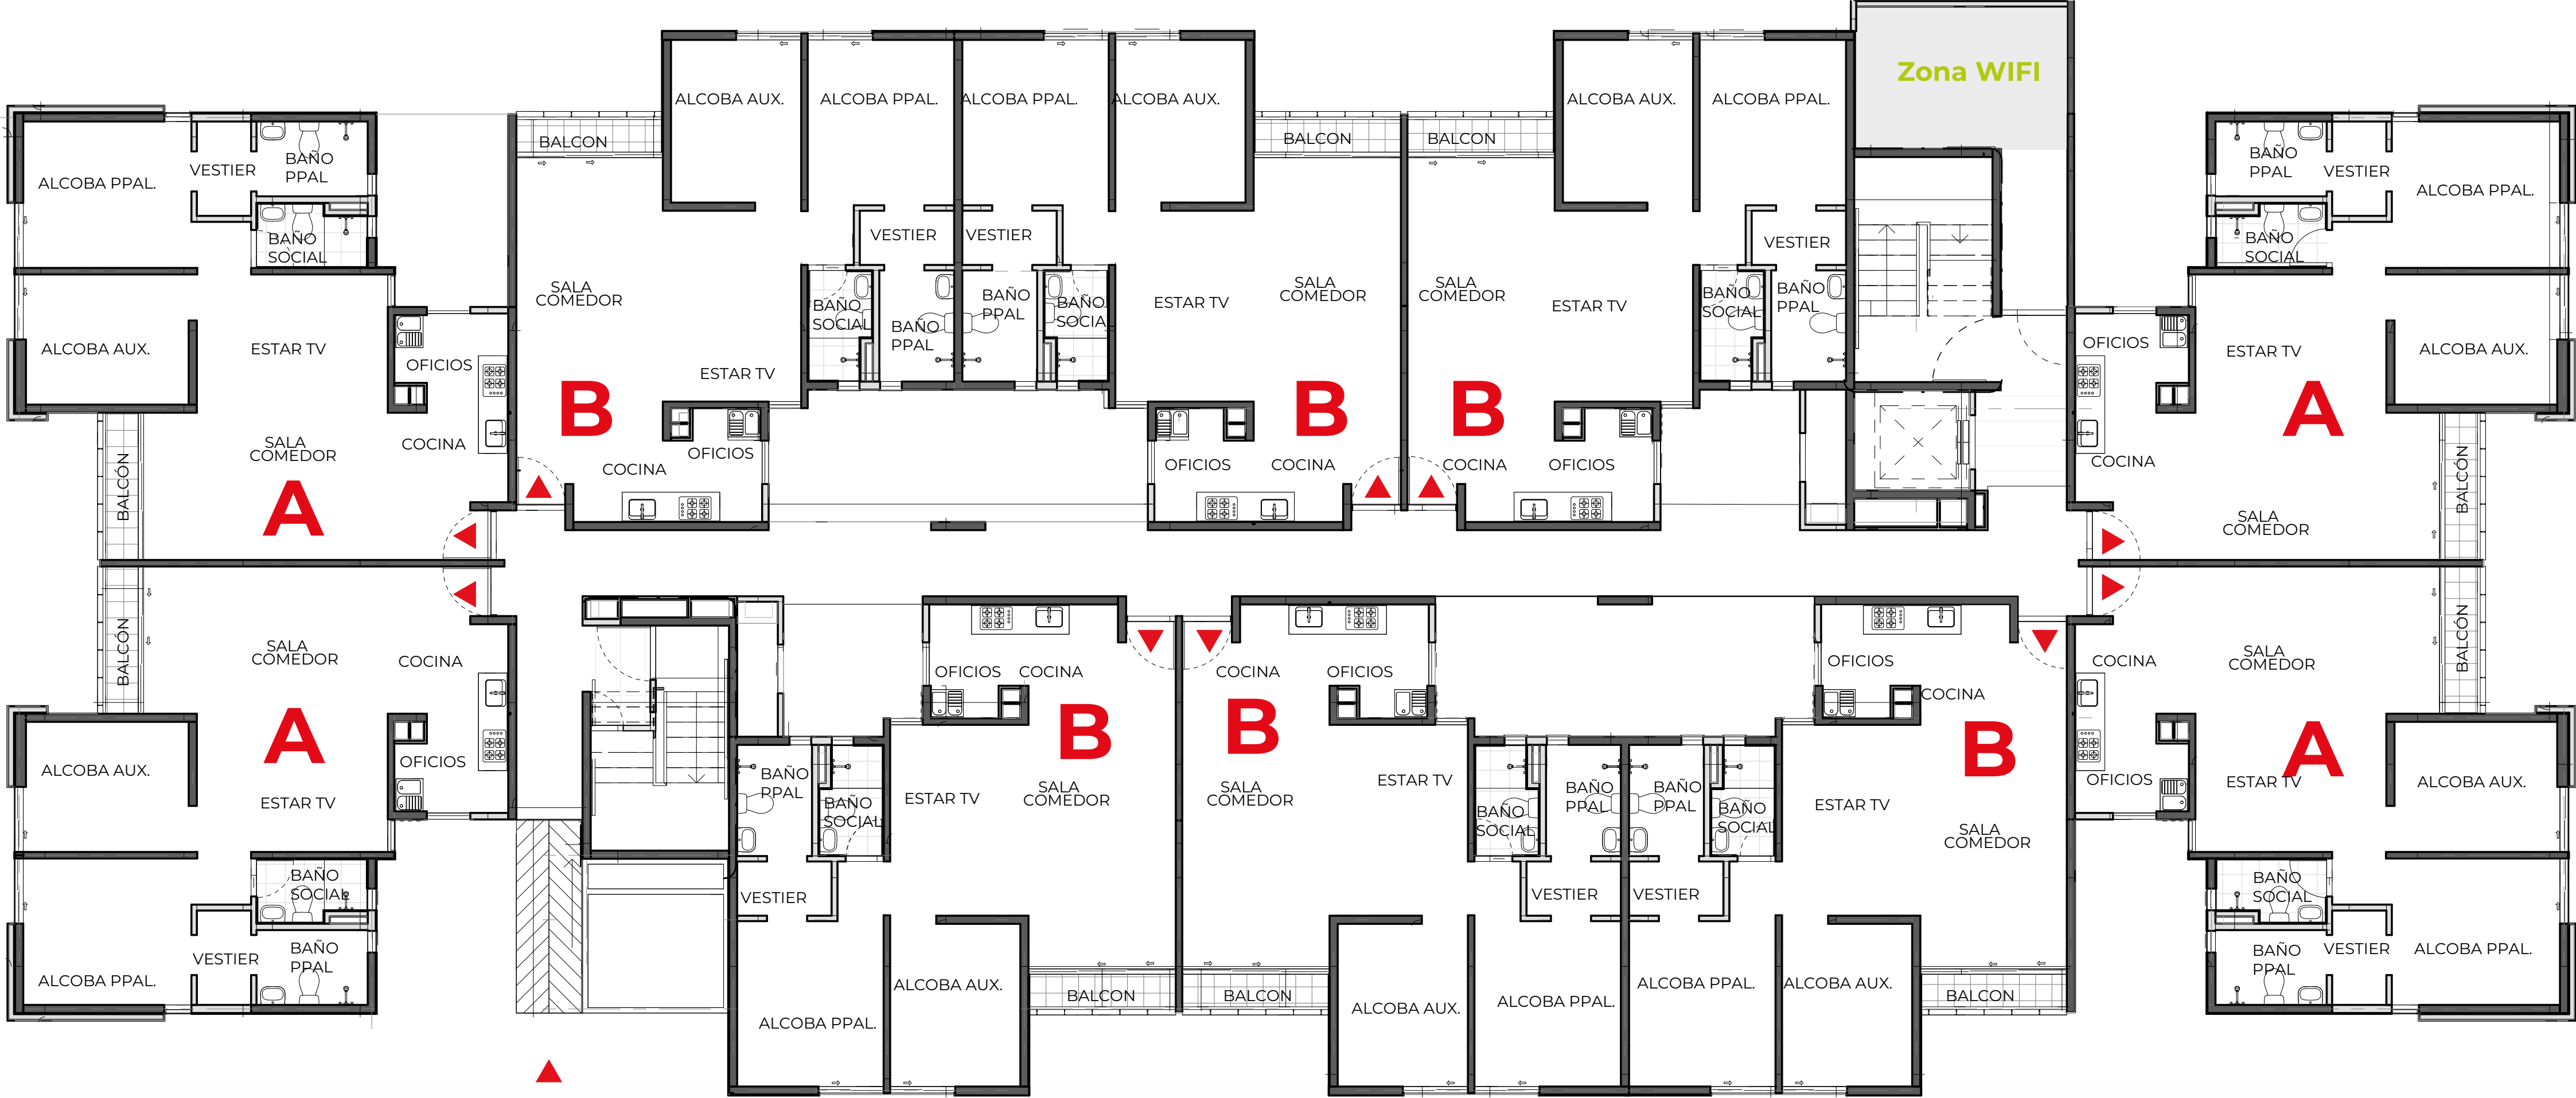 Zona WIFI
ALCOBA AUX.
ALCOBA PPAL.
ALCOBA PPAL.
ALCOBA AUX.
ALCOBA AUX.
ALCOBA PPAL.
BALCON
BALCON
BALCON
ALCOBA PPAL.
VESTIER
BAÑO
PPAL
BAÑO
SOCIAL
ALCOBA AUX.
ESTAR TV
OFICIOS
COCINA
SALA
COMEDOR
BALCÓN
A
SALA
COMEDOR
ESTAR TV
VESTIER
BAÑO
SOCIAL
BAÑO
PPAL
B
COCINA
OFICIOS
VESTIER
BAÑO
PPAL
BAÑO
SOCIAL
ESTAR TV
SALA
COMEDOR
B
OFICIOS
COCINA
SALA
COMEDOR
ESTAR TV
VESTIER
BAÑO
SOCIAL
BAÑO
PPAL
B
COCINA
OFICIOS
BAÑO
PPAL
VESTIER
ALCOBA PPAL.
BAÑO
SOCIAL
OFICIOS
ESTAR TV
ALCOBA AUX.
A
COCINA
SALA
COMEDOR
BALCÓN
BALCÓN
SALA
COMEDOR
COCINA
A
ALCOBA AUX.
OFICIOS
ESTAR TV
BAÑO
SOCIAL
VESTIER
BAÑO
PPAL
ALCOBA PPAL.
OFICIOS
COCINA
B
BAÑO
PPAL
BAÑO
SOCIAL
ESTAR TV
SALA
COMEDOR
VESTIER
ALCOBA AUX.
ALCOBA PPAL.
BALCON
COCINA
OFICIOS
B
SALA
COMEDOR
ESTAR TV
BAÑO
SOCIAL
BAÑO
PPAL
VESTIER
BALCON
ALCOBA AUX.
ALCOBA PPAL.
OFICIOS
COCINA
B
BAÑO
PPAL
BAÑO
SOCIAL
ESTAR TV
SALA
COMEDOR
VESTIER
ALCOBA PPAL.
ALCOBA AUX.
BALCON
COCINA
SALA
COMEDOR
BALCÓN
A
OFICIOS
ESTAR TV
ALCOBA AUX.
BAÑO
SOCIAL
BAÑO
PPAL
VESTIER
ALCOBA PPAL.